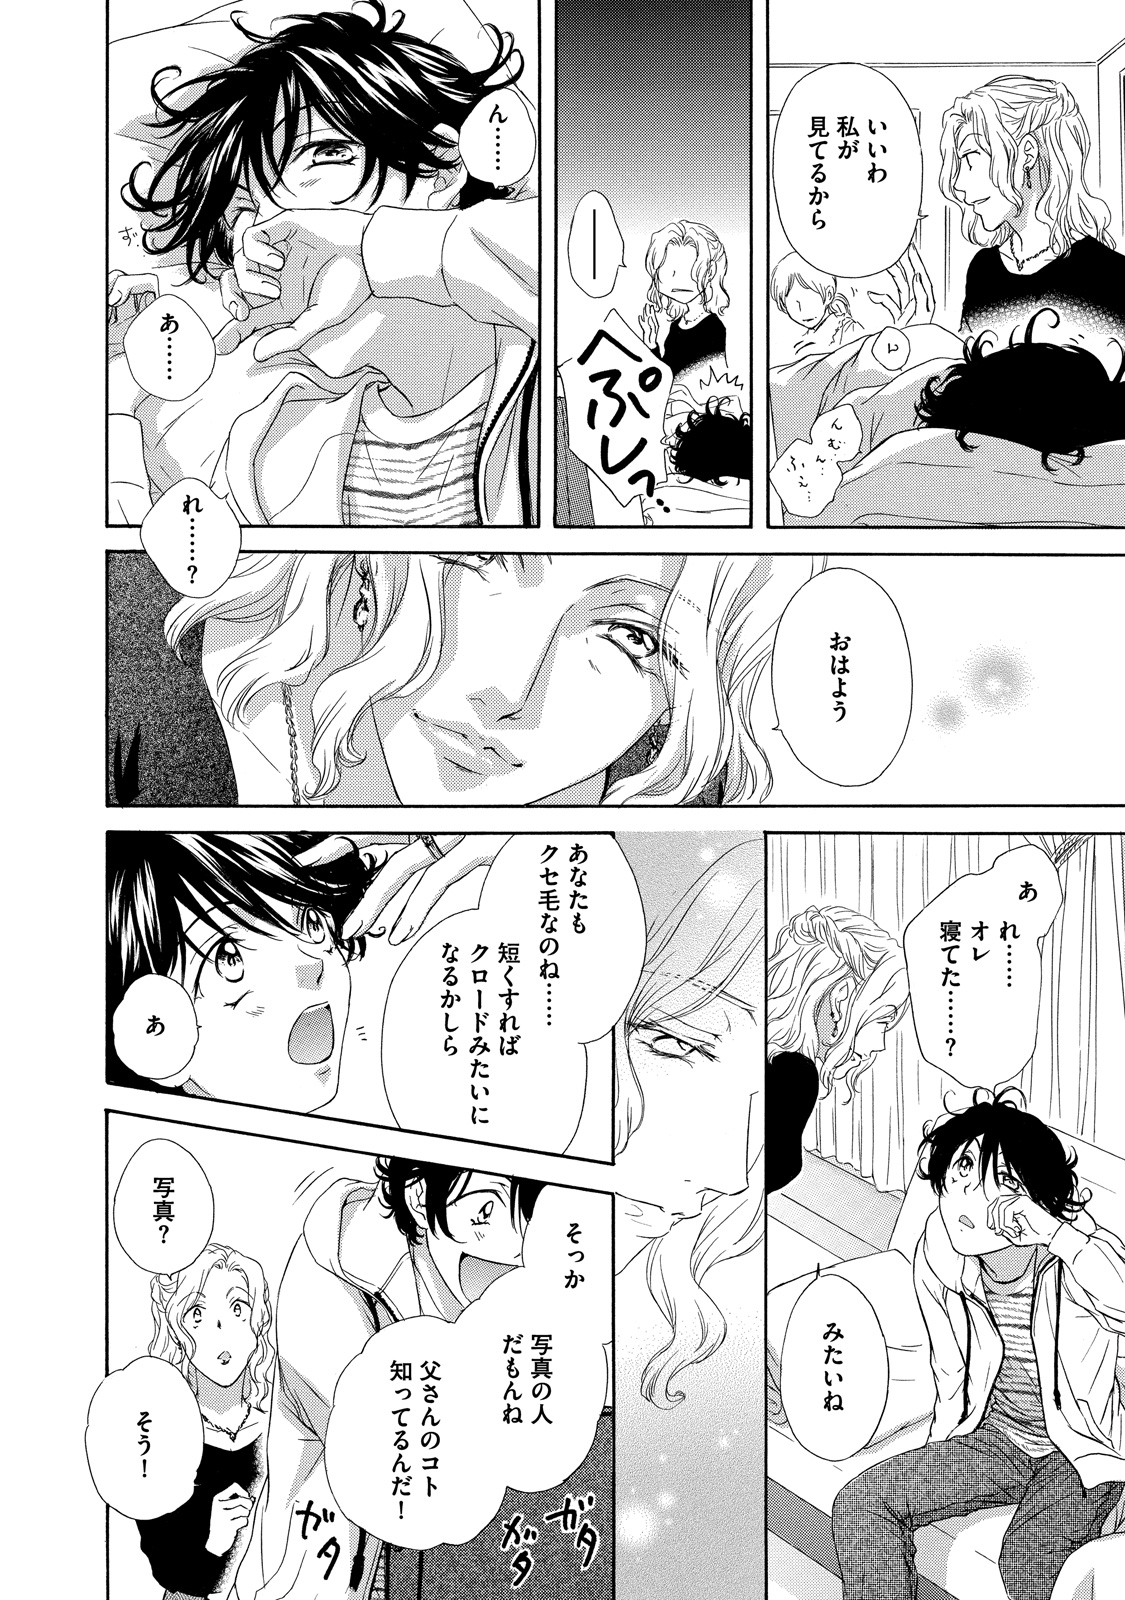 いいわ
私が
見てるから
ん
んむん…
ふぇ…
――
へぷしっ
ん……
ず…
あ……
れ……？
おはよう
あ
れ……
オレ
寝てた……？
みたいね
あなたも
クセ毛なのね……
短くすれば
クロードみたいに
なるかしら
あ
そっか
写真の人
だもんね
父さんのコト
知ってるんだ！
ガタ
ガタ
ガタ
写真？
そう！